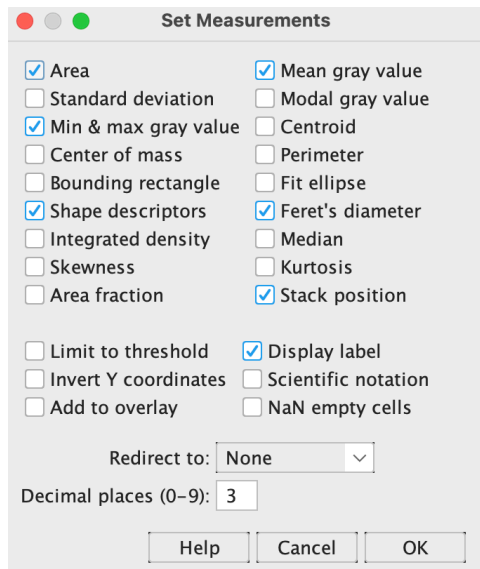 Set Measurements
Area Mean gray value
Standard deviation Modal gray value
Min & max gray value Centroid
Center of mass Perimeter
Bounding rectangle Fit ellipse
Shape descriptors Feret's diameter
Integrated density Median
Skewness Kurtosis
Area fraction Stack position
Limit to threshold Display label
Invert Y coordinates Scientific notation
Add to overlay NaN empty cells
Redirect to: None
Decimal places (0–9): 3
Help Cancel OK